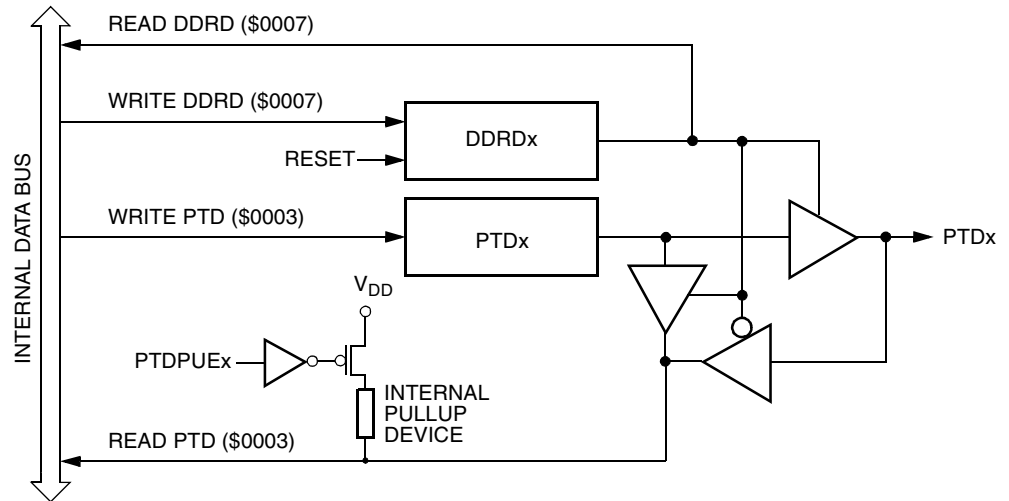 READ DDRD ($0007)
WRITE DDRD ($0007)
DDRDx
RESET
INTERNAL DATA BUS
WRITE PTD ($0003)
PTDx
PTDx
VDD
PTDPUEx
INTERNAL
PULLUP
DEVICE
READ PTD ($0003)